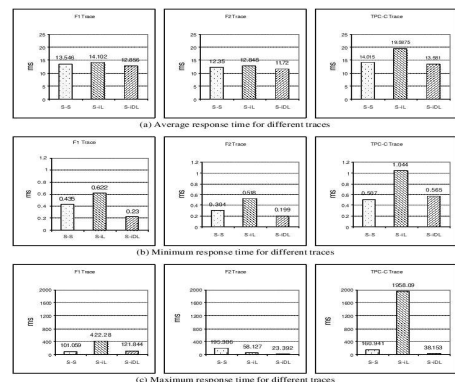 F1 Trace
25
20
15
10
5
0
ms
13.546
14.102
12.856
S-S S-IL S-IDL
F2 Trace
25
20
15
10
5
0
ms
12.35
12.845
11.72
S-S S-IL S-IDL
TPC-C Trace
25
20
15
10
5
0
ms
14.015
19.5975
13.581
S-S S-IL S-IDL
(a) Average response time for different traces
F1 Trace
1.2
1
0.8
0.6
0.4
0.2
0
ms
0.435
0.622
0.23
S-S S-IL S-IDL
F2 Trace
1.2
1
0.8
0.6
0.4
0.2
0
ms
0.304
0.518
0.199
S-S S-IL S-IDL
TPC-C Trace
1.2
1
0.8
0.6
0.4
0.2
0
ms
0.507
1.044
0.565
S-S S-IL S-IDL
(b) Minimum response time for different traces
F1 Trace
2000
1600
1200
800
400
0
ms
101.059
422.28
121.844
S-S S-IL S-IDL
F2 Trace
2000
1600
1200
800
400
0
ms
58.127
23.392
S-S S-IL S-IDL
TPC-C Trace
2000
1600
1200
800
400
0
ms
160.941
1958.09
38.153
S-S S-IL S-IDL
(c) Maximum response time for different traces